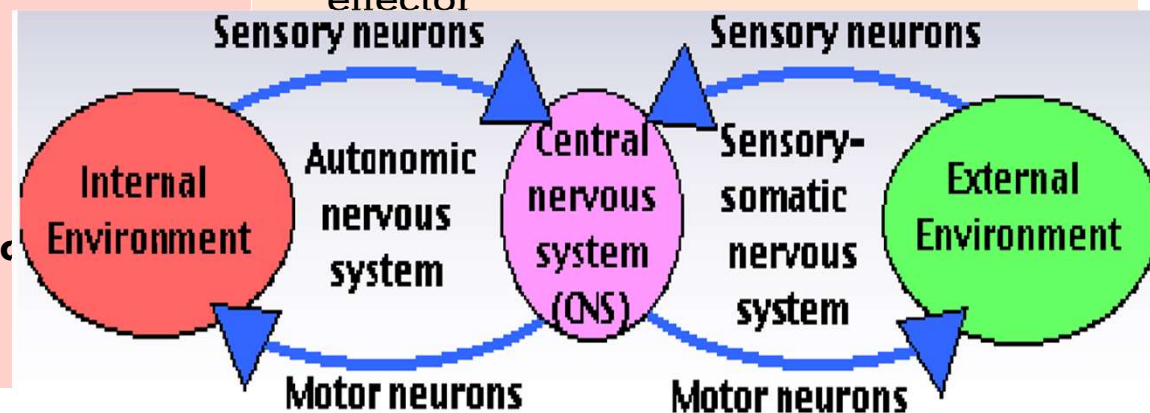 effector
Sensory neurons
Sensory neurons
Internal
Environment
Autonomic
nervous
system
Central
nervous
system
(CNS)
Sensory-
somatic
nervous
system
External
Environment
Motor neurons
Motor neurons